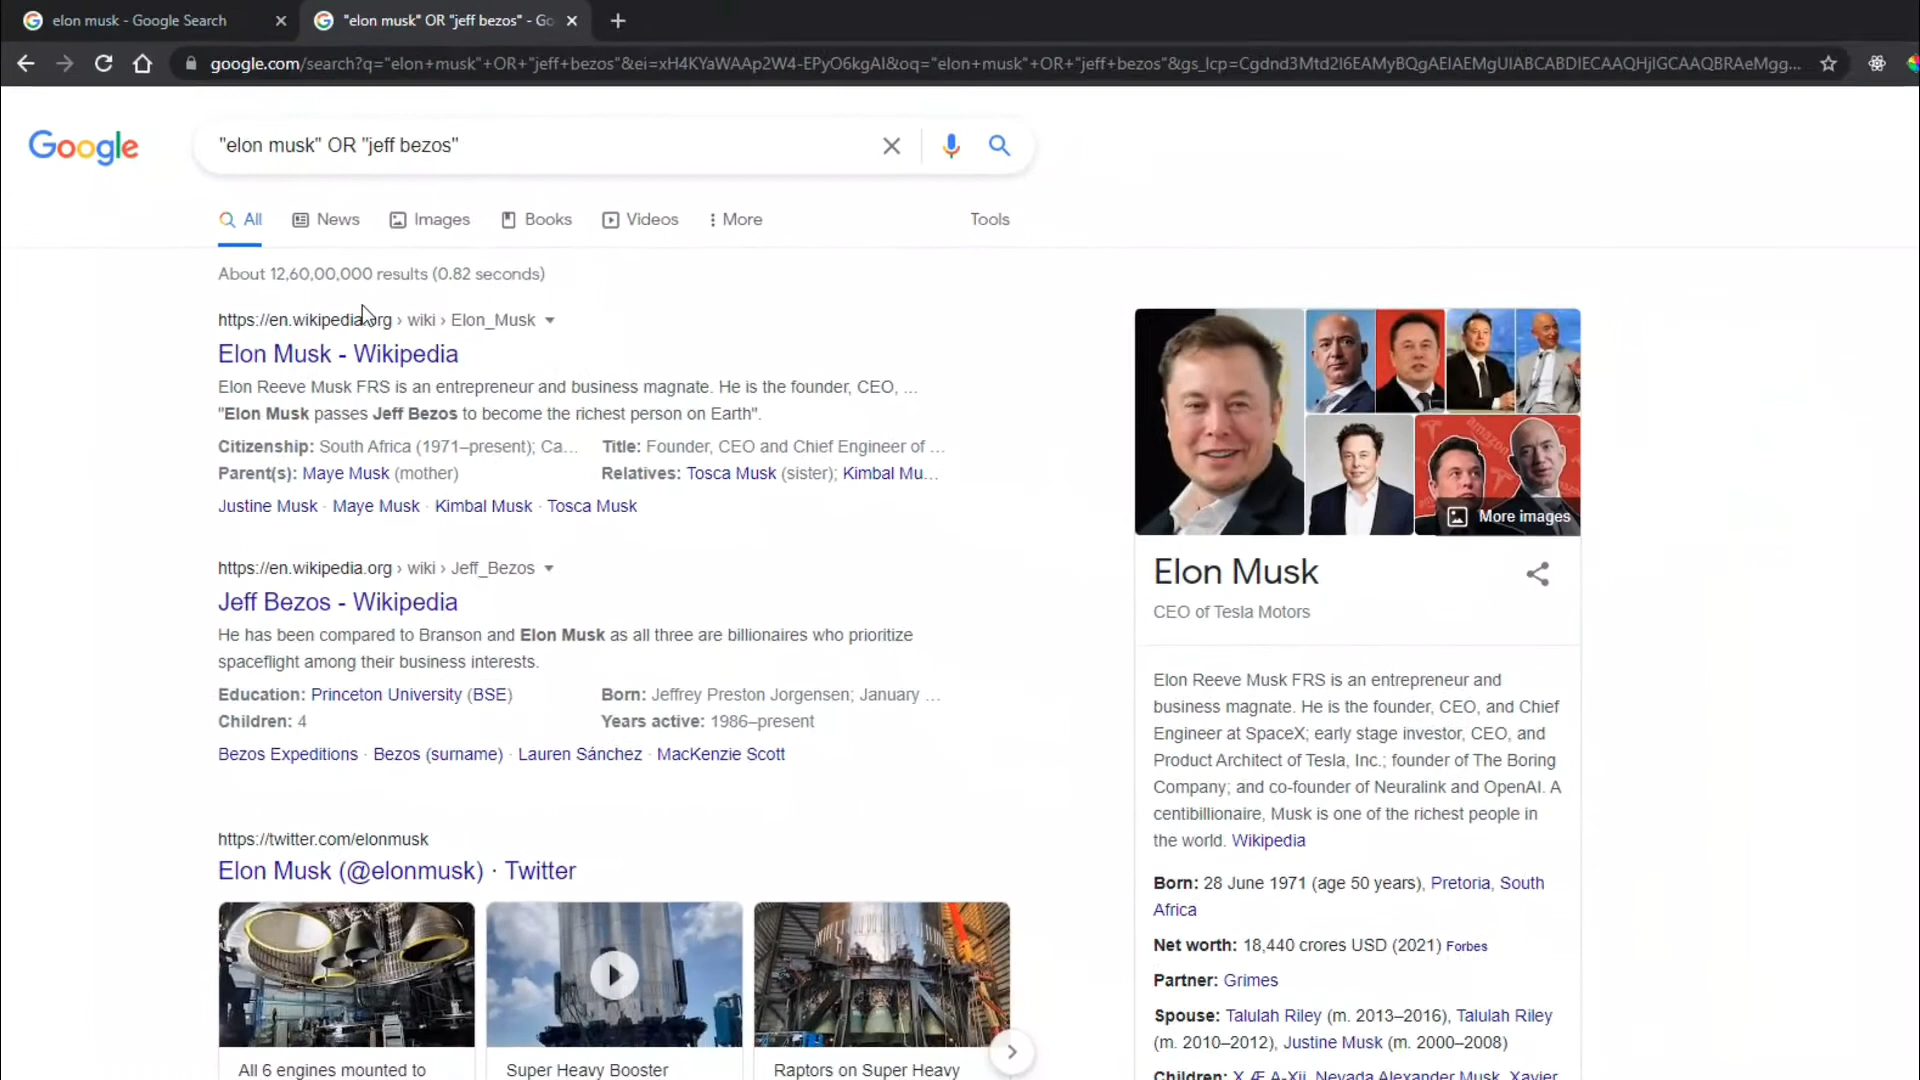 elon musk - Google Search
"elon musk" OR "jeff bezos" - Go
google.com/search?q="elon+musk"+OR+"jeff+bezos"&ei=xH4KYaWAAp2W4-EPyO6kgAI&oq="elon+musk"+OR+"jeff+bezos"&gs_lcp=Cgdnd3Mtd2l6EAMyBQgAEIAEMgUIABCABDIECAAQHjIGCAAQBRAeMgg...
Google
"elon musk" OR "jeff bezos"
All News Images Books Videos More Tools
About 12,60,00,000 results (0.82 seconds)
https://en.wikipedia.org › wiki › Elon_Musk
Elon Musk - Wikipedia
Elon Reeve Musk FRS is an entrepreneur and business magnate. He is the founder, CEO, ...
"Elon Musk passes Jeff Bezos to become the richest person on Earth".
Citizenship: South Africa (1971–present); Ca... Title: Founder, CEO and Chief Engineer of ...
Parent(s): Maye Musk (mother) Relatives: Tosca Musk (sister); Kimbal Mu...
Justine Musk · Maye Musk · Kimbal Musk · Tosca Musk
https://en.wikipedia.org › wiki › Jeff_Bezos
Jeff Bezos - Wikipedia
He has been compared to Branson and Elon Musk as all three are billionaires who prioritize
spaceflight among their business interests.
Education: Princeton University (BSE) Born: Jeffrey Preston Jorgensen; January ...
Children: 4 Years active: 1986–present
Bezos Expeditions · Bezos (surname) · Lauren Sánchez · MacKenzie Scott
https://twitter.com/elonmusk
Elon Musk (@elonmusk) · Twitter
All 6 engines mounted to
Super Heavy Booster
Raptors on Super Heavy
amazon
More images
Elon Musk
CEO of Tesla Motors
Elon Reeve Musk FRS is an entrepreneur and
business magnate. He is the founder, CEO, and Chief
Engineer at SpaceX; early stage investor, CEO, and
Product Architect of Tesla, Inc.; founder of The Boring
Company; and co-founder of Neuralink and OpenAI. A
centibillionaire, Musk is one of the richest people in
the world. Wikipedia
Born: 28 June 1971 (age 50 years), Pretoria, South
Africa
Net worth: 18,440 crores USD (2021) Forbes
Partner: Grimes
Spouse: Talulah Riley (m. 2013–2016), Talulah Riley
(m. 2010–2012), Justine Musk (m. 2000–2008)
Children: X Æ A-Xii, Nevada Alexander Musk, Xavier